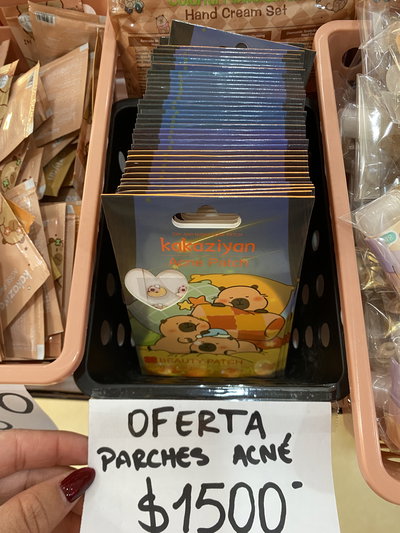 Hand Cream Set
kakaziyan
Acne Patch
BEAUTY PATCH
OFERTA
PARCHES ACNÉ
$1500-